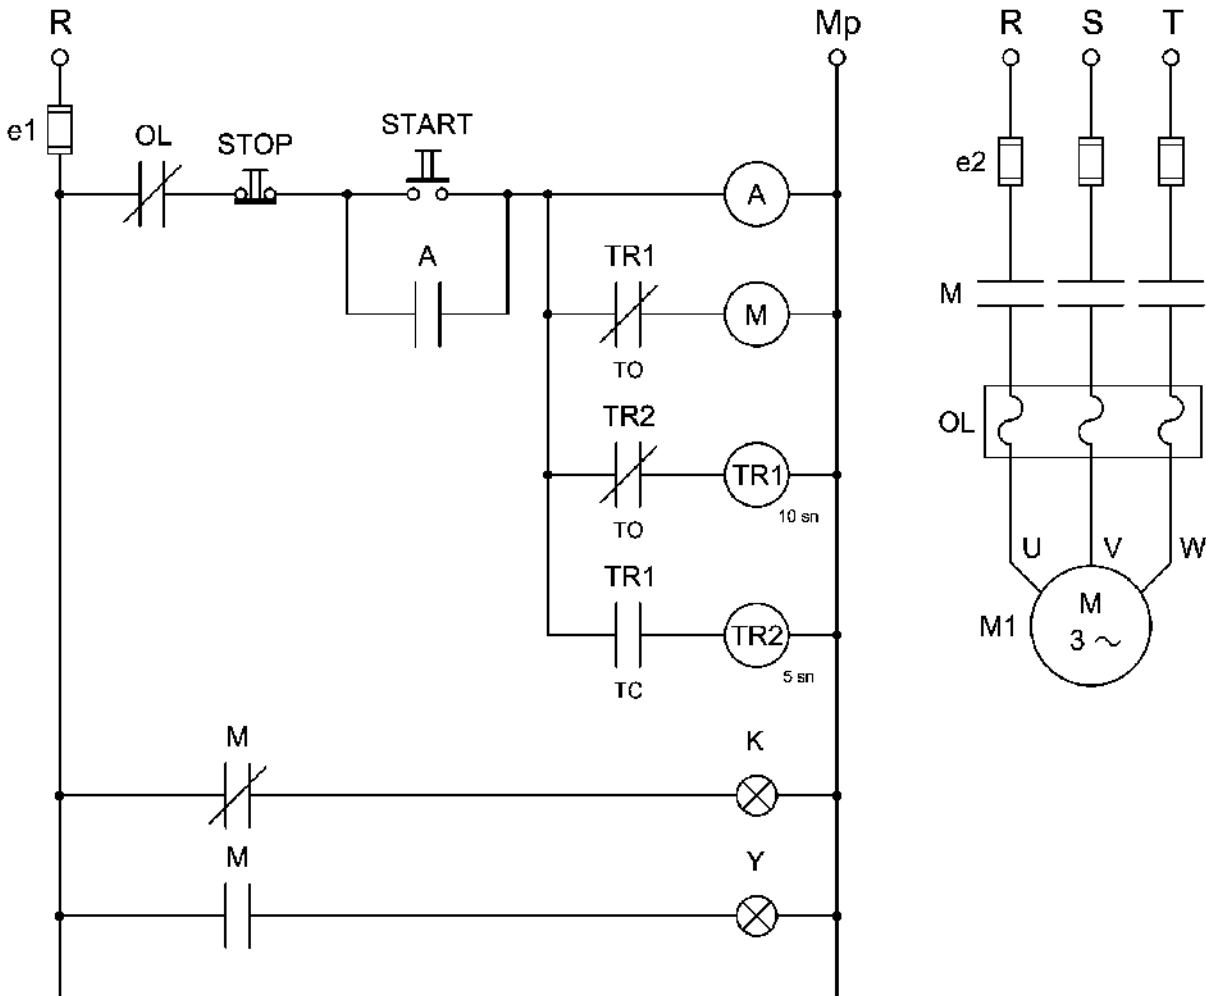 R
Mp
R S T
e1
OL
STOP
START
e2
A
A
TR1
M
M
TO
TR2
OL
TR1
10 sn
TO
U V W
TR1
M
3 ~
M1
TR2
5 sn
TC
M
K
M
Y